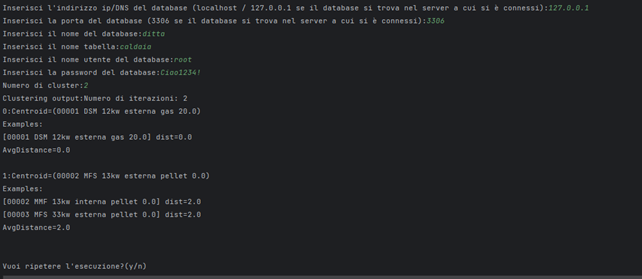 Inserisci l'indirizzo ip/DNS del database (localhost / 127.0.0.1 se il database si trova nel server a cui si è connessi):127.0.0.1
Inserisci la porta del database (3306 se il database si trova nel server a cui si è connessi):3306
Inserisci il nome del database:ditta
Inserisci il nome tabella:caldaia
Inserisci il nome utente del database:root
Inserisci la password del database:Ciao1234!
Numero di cluster:2
Clustering output:Numero di iterazioni: 2
0:Centroid=(00001 DSM 12kw esterna gas 20.0)
Examples:
[00001 DSM 12kw esterna gas 20.0] dist=0.0
AvgDistance=0.0
1:Centroid=(00002 MFS 13kw esterna pellet 0.0)
Examples:
[00002 MMF 13kw interna pellet 0.0] dist=2.0
[00003 MFS 33kw esterna pellet 0.0] dist=2.0
AvgDistance=2.0
Vuoi ripetere l'esecuzione?(y/n)